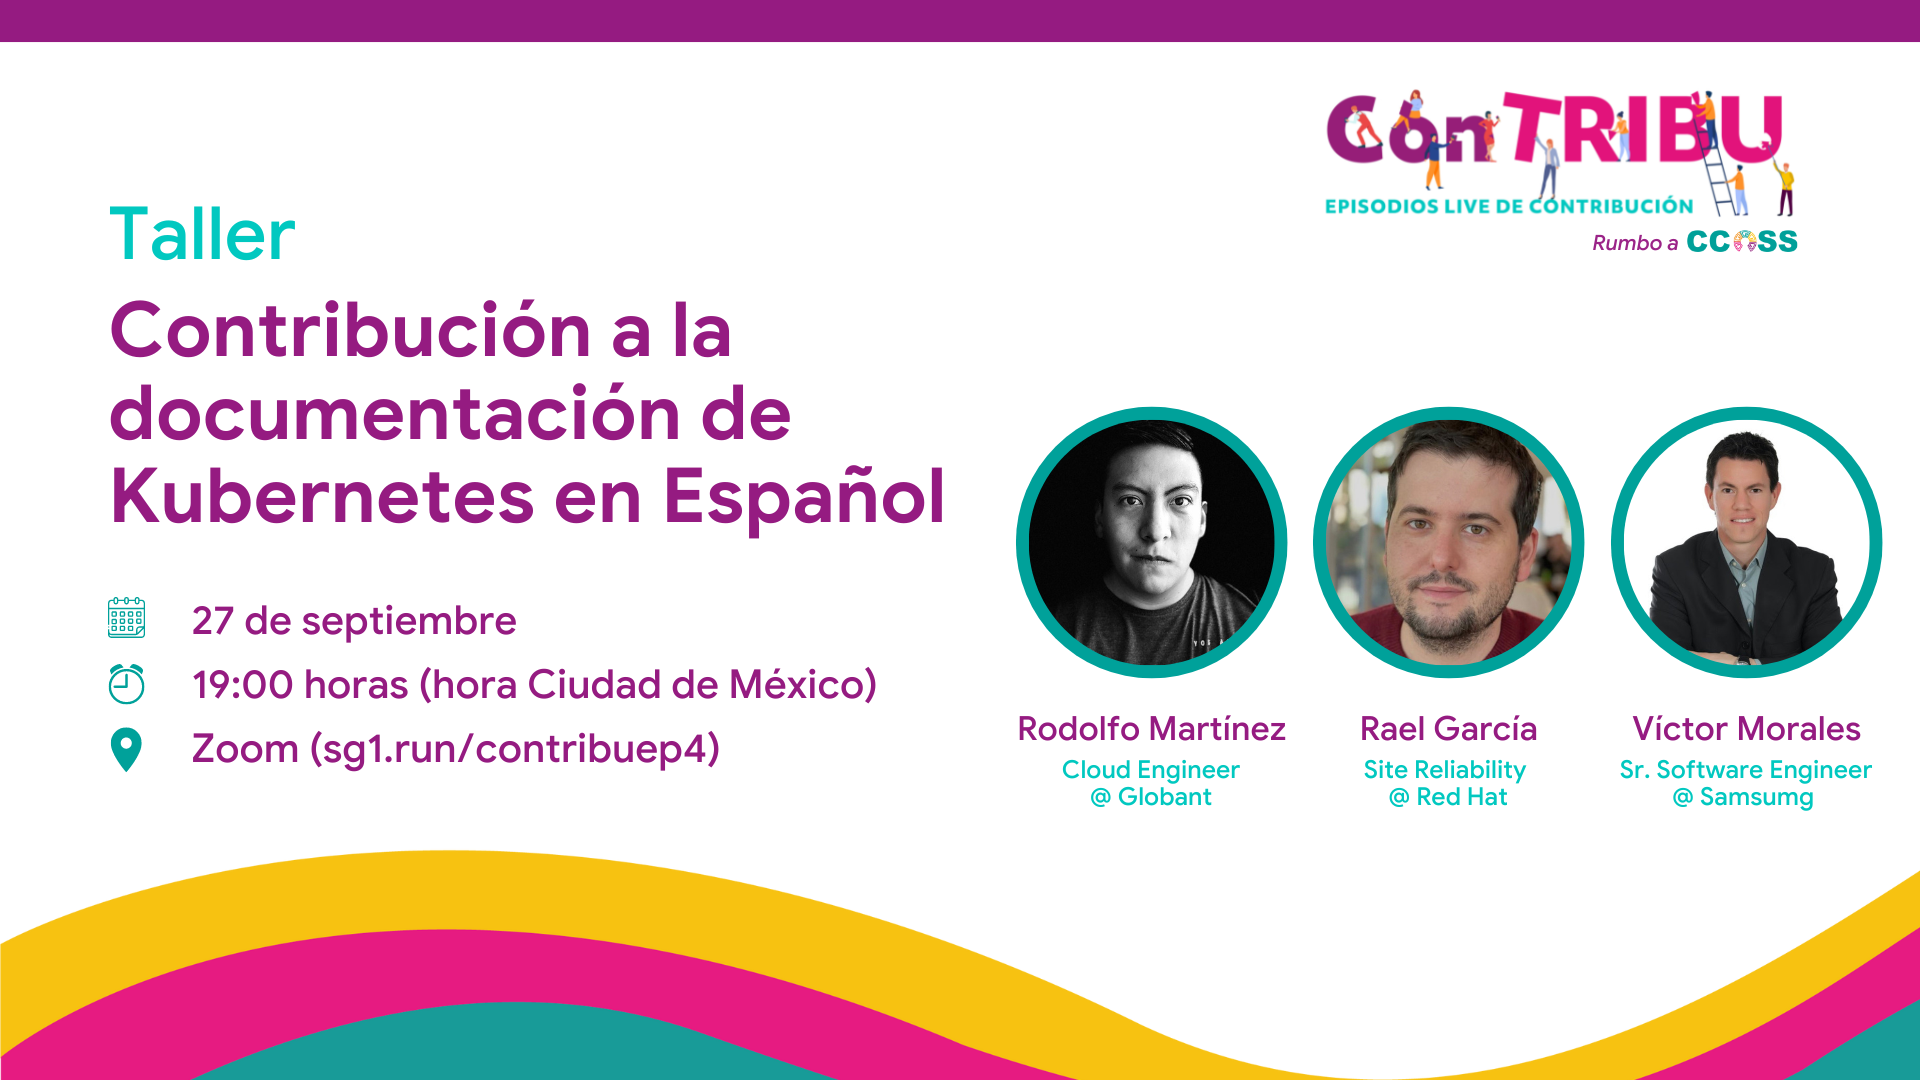 ConTRIBU
EPISODIOS LIVE DE CONTRIBUCIÓN
Rumbo a CCOSS
Taller
Contribución a la
documentación de
Kubernetes en Español
27 de septiembre
19:00 horas (hora Ciudad de México)
Zoom (sg1.run/contribuep4)
Rodolfo Martínez
Cloud Engineer
@ Globant
Rael García
Site Reliability
@ Red Hat
Víctor Morales
Sr. Software Engineer
@ Samsumg